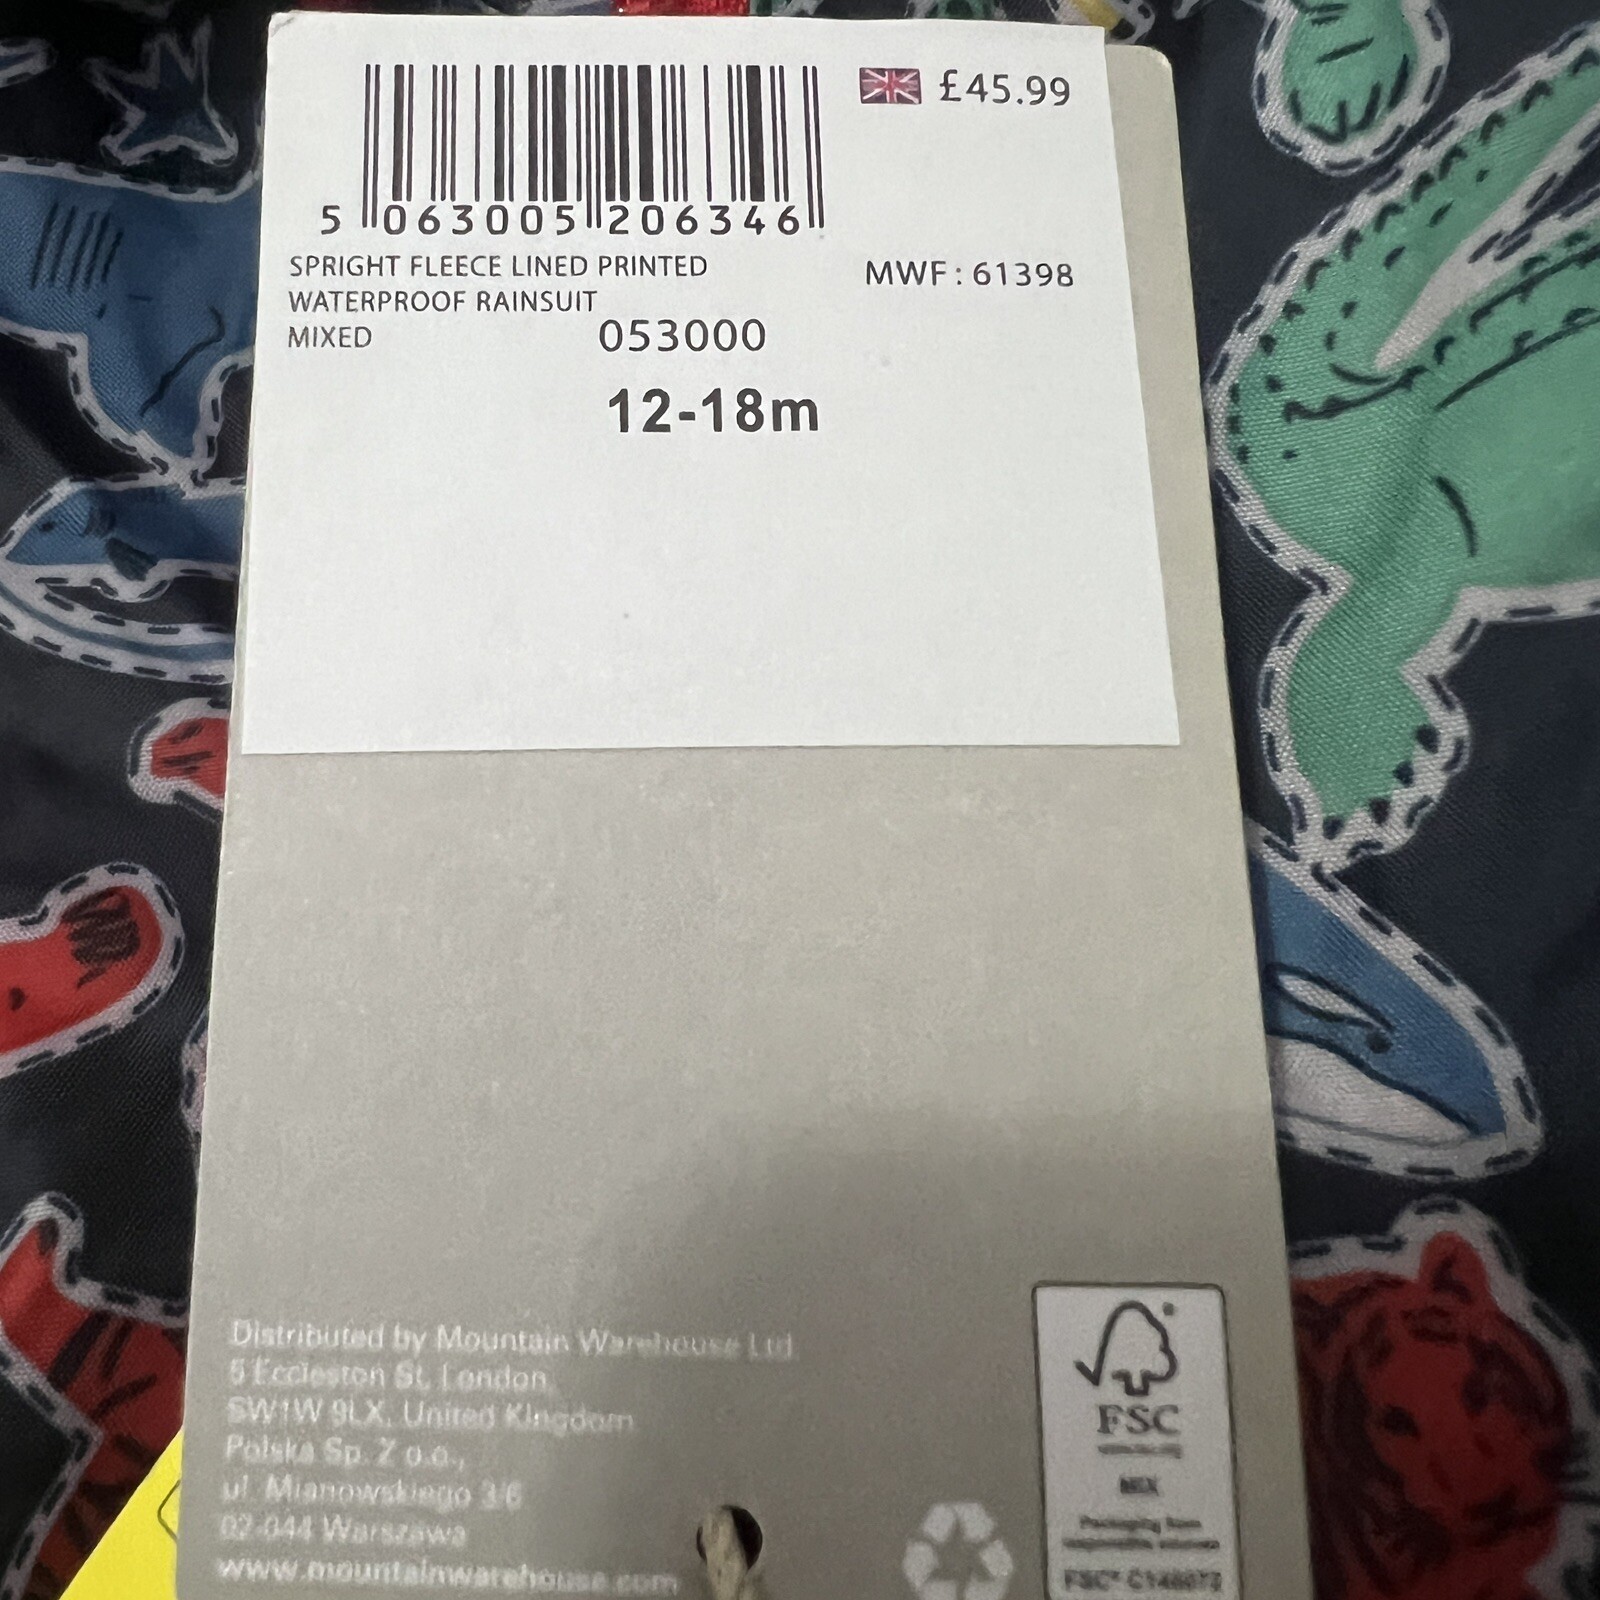 £45.99
5 063005 206346
SPRIGHT FLEECE LINED PRINTED
WATERPROOF RAINSUIT
MIXED
MWF: 61398
053000
12-18m
Distributed by Mountain Warehouse Ltd
5 Eccleston St, London,
SW1W 9LX, United Kingdom
Polska Sp. Z o.o.,
ul. Mianowskiego 3/6
02-044 Warszawa
www.mountainwarehouse.com
FSC
MIX
Packaging from